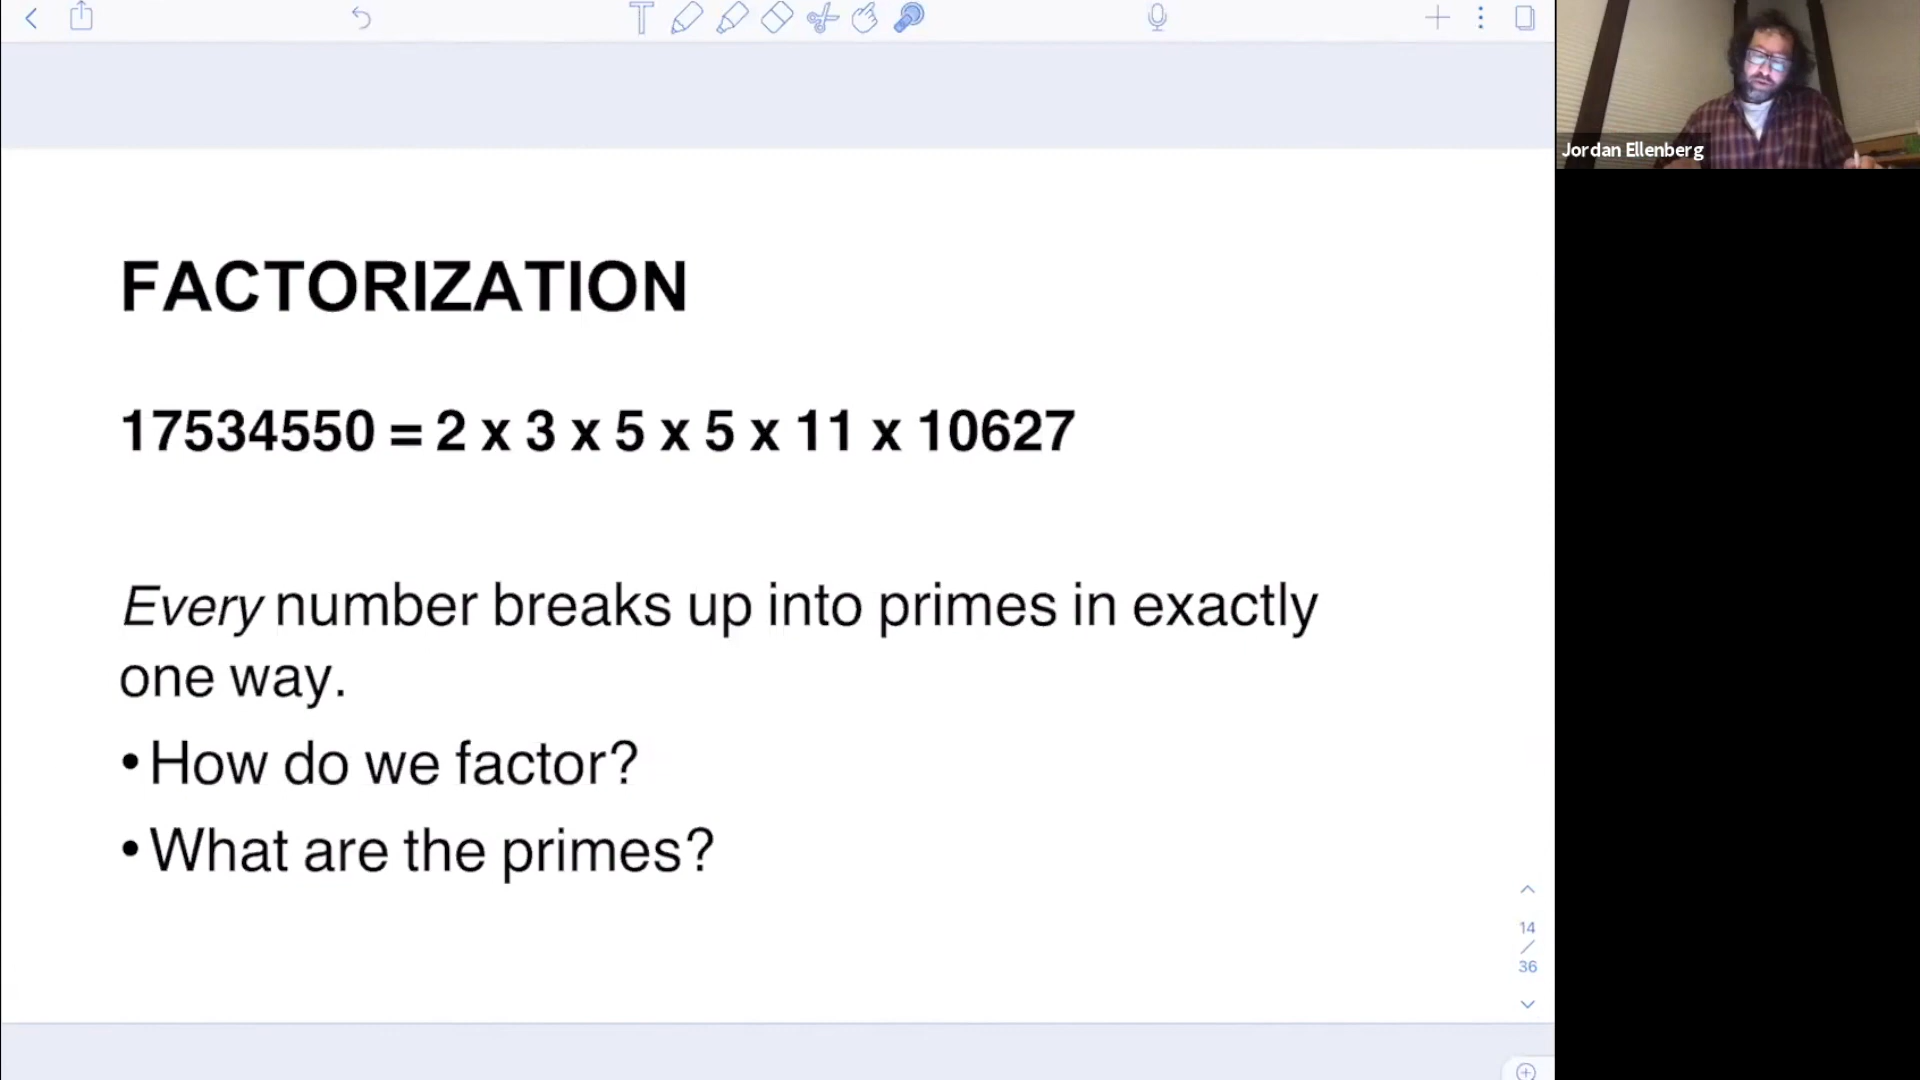 Jordan Ellenberg
FACTORIZATION
17534550 = 2 x 3 x 5 x 5 x 11 x 10627
Every number breaks up into primes in exactly
one way.
•How do we factor?
•What are the primes?
14
/
36